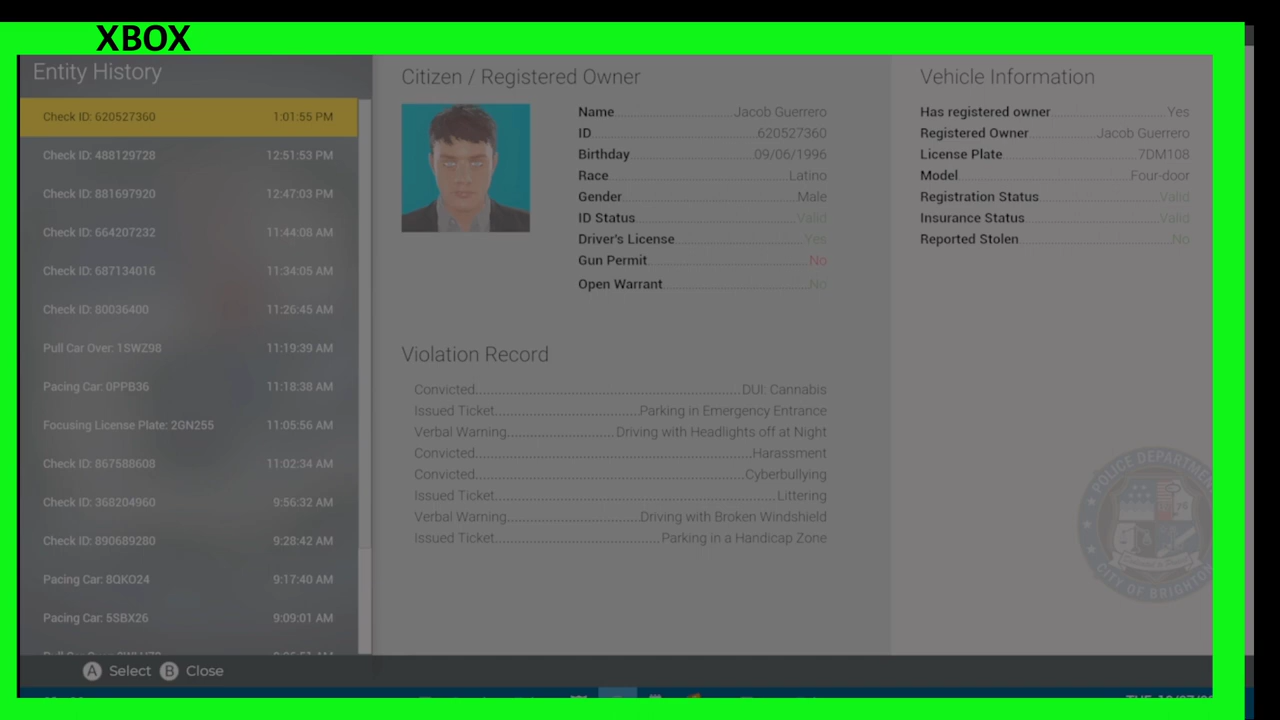 XBOX
Entity History
Check ID: 620527360 1:01:55 PM
Check ID: 488129728 12:51:53 PM
Check ID: 881697920 12:47:03 PM
Check ID: 664207232 11:44:08 AM
Check ID: 687134016 11:34:05 AM
Check ID: 80036400 11:26:45 AM
Pull Car Over: 1SWZ98 11:19:39 AM
Pacing Car: 0PPB36 11:18:38 AM
Focusing License Plate: 2GN255 11:05:56 AM
Check ID: 867588608 11:02:34 AM
Check ID: 368204960 9:56:32 AM
Check ID: 890689280 9:28:42 AM
Pacing Car: 8QKO24 9:17:40 AM
Pacing Car: 5SBX26 9:09:01 AM
Citizen / Registered Owner
Name Jacob Guerrero
ID 620527360
Birthday 09/06/1996
Race Latino
Gender Male
ID Status Valid
Driver's License Yes
Gun Permit No
Open Warrant No
Violation Record
Convicted DUI: Cannabis
Issued Ticket Parking in Emergency Entrance
Verbal Warning Driving with Headlights off at Night
Convicted Harassment
Convicted Cyberbullying
Issued Ticket Littering
Verbal Warning Driving with Broken Windshield
Issued Ticket Parking in a Handicap Zone
Vehicle Information
Has registered owner Yes
Registered Owner Jacob Guerrero
License Plate 7DM108
Model Four-door
Registration Status Valid
Insurance Status Valid
Reported Stolen No
POLICE DEPARTMENT
CITY OF BRIGHTON
A Select B Close